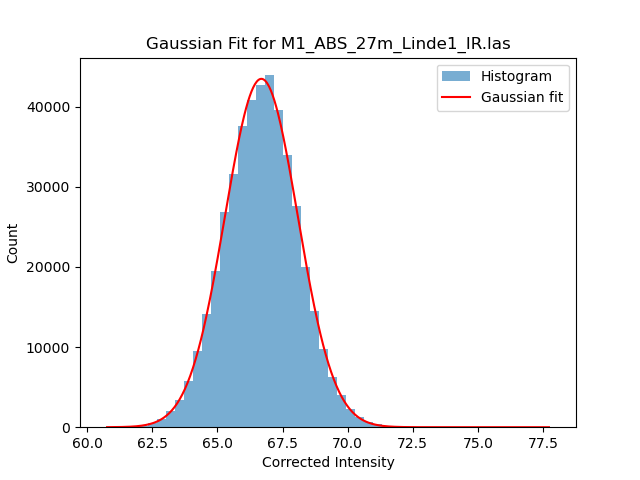 Gaussian Fit for M1_ABS_27m_Linde1_IR.las
Histogram
Gaussian fit
Count
40000
30000
20000
10000
0
60.0 62.5 65.0 67.5 70.0 72.5 75.0 77.5
Corrected Intensity